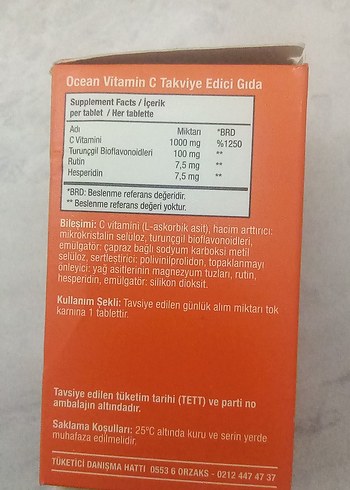 Ocean Vitamin C Takviye Edici Gıda
Supplement Facts / İçerik
per tablet / Her tablette
Adı Miktarı *BRD
C Vitamini 1000 mg %1250
Turunçgil Bioflavonoidleri 100 mg **
Rutin 7,5 mg **
Hesperidin 7,5 mg **
*BRD: Beslenme referans değeridir.
** Beslenme referans değeri yoktur.
Bileşimi: C vitamini (L-askorbik asit), hacim arttırıcı:
mikrokristalin selüloz, turunçgil bioflavonoidleri,
emülgatör: çapraz bağlı sodyum karboksi metil
selüloz, sertleştirici: polivinilprolidon, topaklanmayı
önleyici: yağ asitlerinin magnezyum tuzları, rutin,
hesperidin, emülgatör: silikon dioksit.
Kullanım Şekli: Tavsiye edilen günlük alım miktarı tok
karnına 1 tablettir.
Tavsiye edilen tüketim tarihi (TETT) ve parti no
ambalajın altındadır.
Saklama Koşulları: 25°C altında kuru ve serin yerde
muhafaza edilmelidir.
TÜKETİCİ DANIŞMA HATTI 0553 6 ORZAKS - 0212 447 47 37